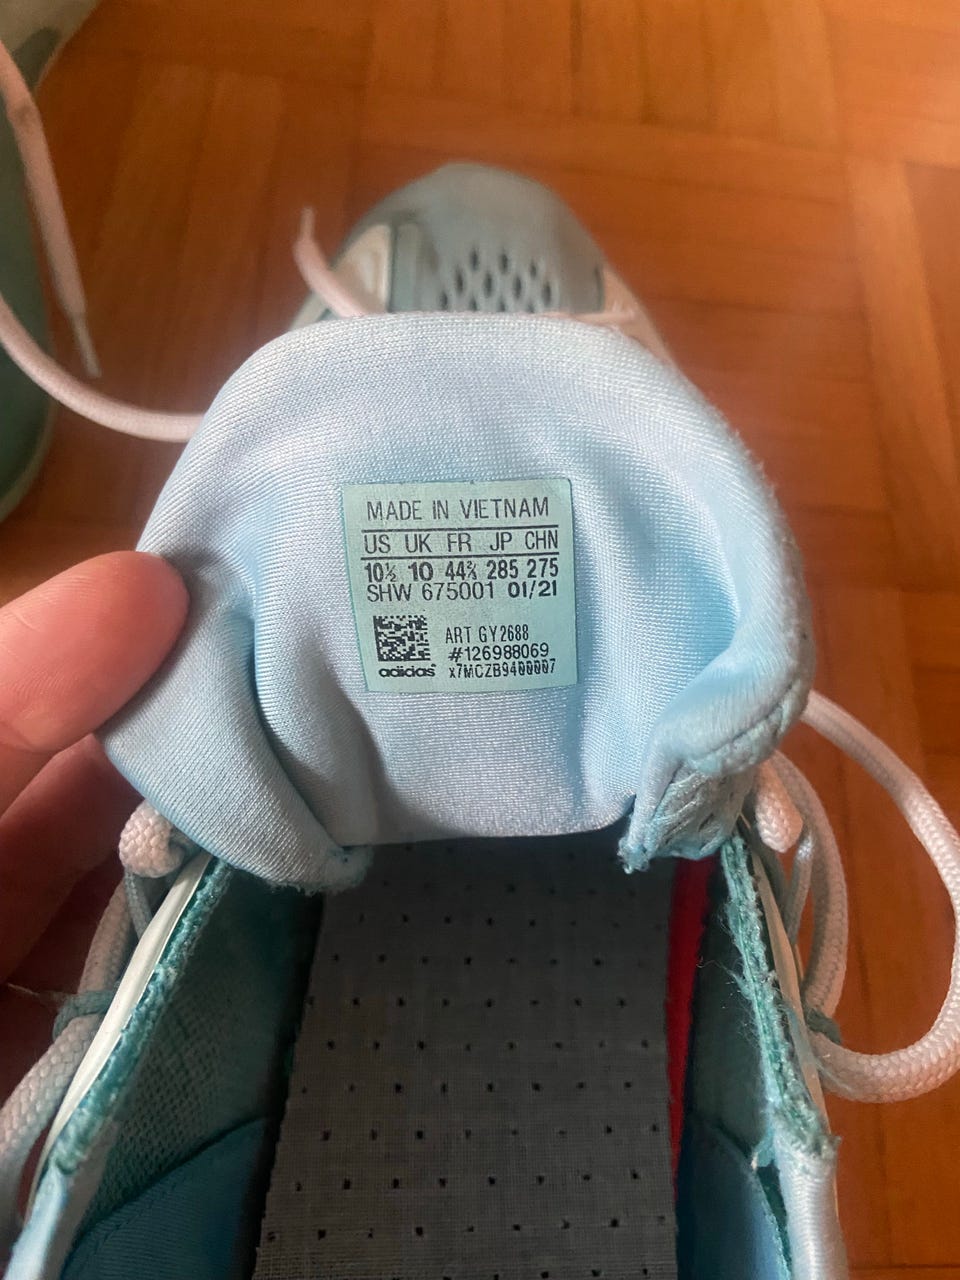 MADE IN VIETNAM
US UK FR JP CHN
10½ 10 44⅔ 285 275
SHW 675001 01/21
ART GY2688
#126988069
adidas x7MCZB9400007